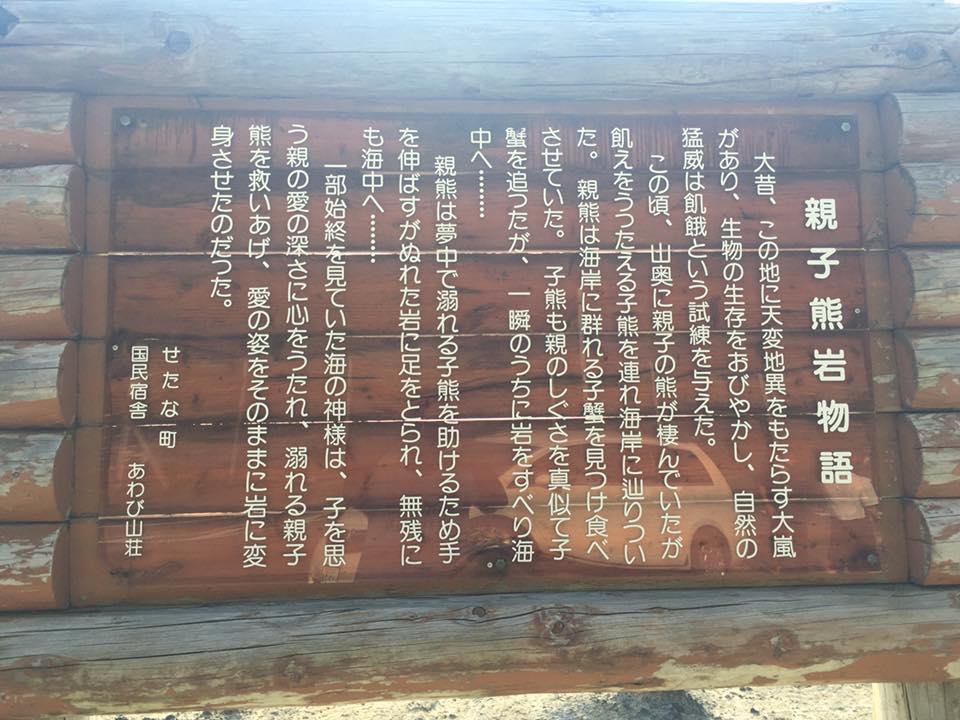 親子熊岩物語
大昔、この地に天変地異をもたらす大嵐
があり、生物の生存をおびやかし、自然の
猛威は飢餓という試練を与えた。
この頃、山奥に親子の熊が棲んでいたが
飢えをうったえる子熊を連れ海岸に辿りつい
た。親熊は海岸に群れる子蟹を見つけ食べ
させていた。子熊も親のしぐさを真似て子
蟹を追ったが、一瞬のうちに岩をすべり海
中へ………
親熊は夢中で溺れる子熊を助けるため手
を伸ばすがぬれた岩に足をとられ、無残に
も海中へ………
一部始終を見ていた海の神様は、子を思
う親の愛の深さに心をうたれ、溺れる親子
熊を救いあげ、愛の姿をそのままに岩に変
身させたのだった。
せたな町
国民宿舎 あわび山荘